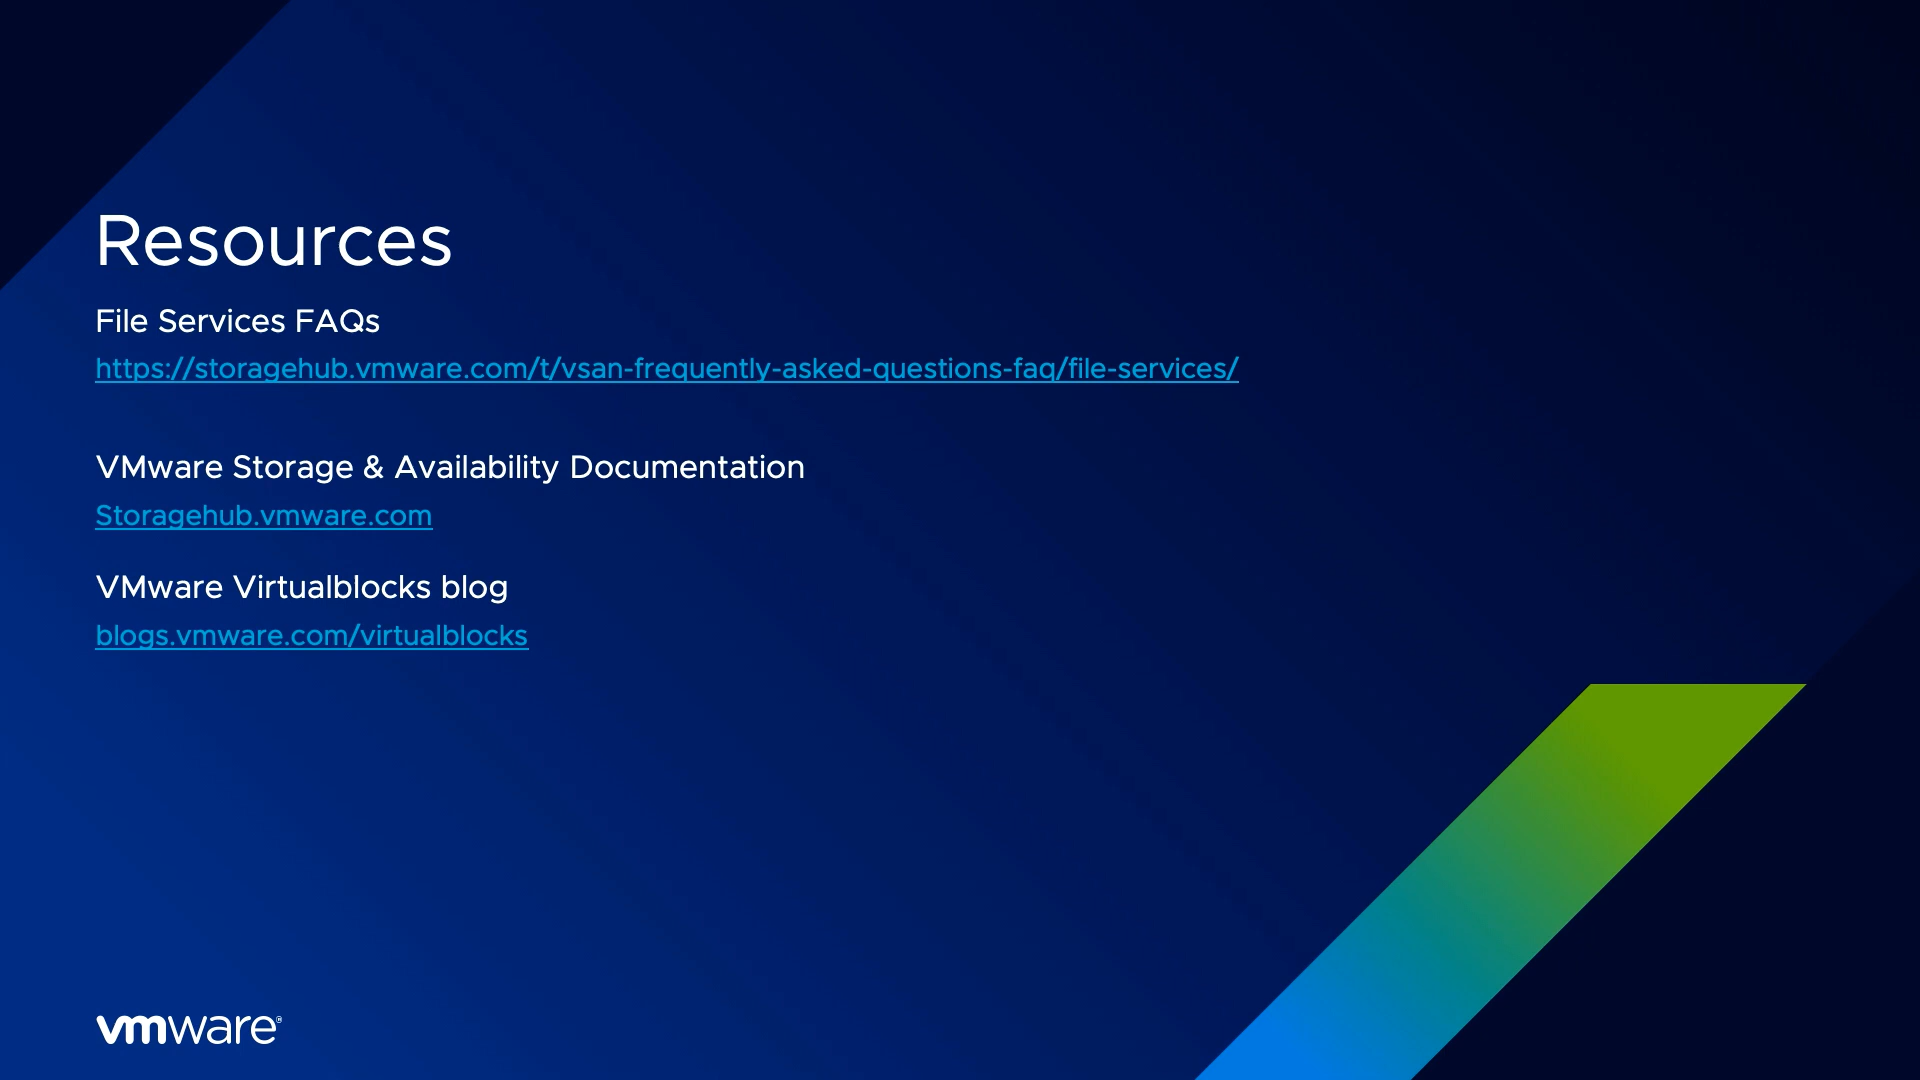 Resources
File Services FAQs
https://storagehub.vmware.com/t/vsan-frequently-asked-questions-faq/file-services/
VMware Storage & Availability Documentation
Storagehub.vmware.com
VMware Virtualblocks blog
blogs.vmware.com/virtualblocks
vmware®